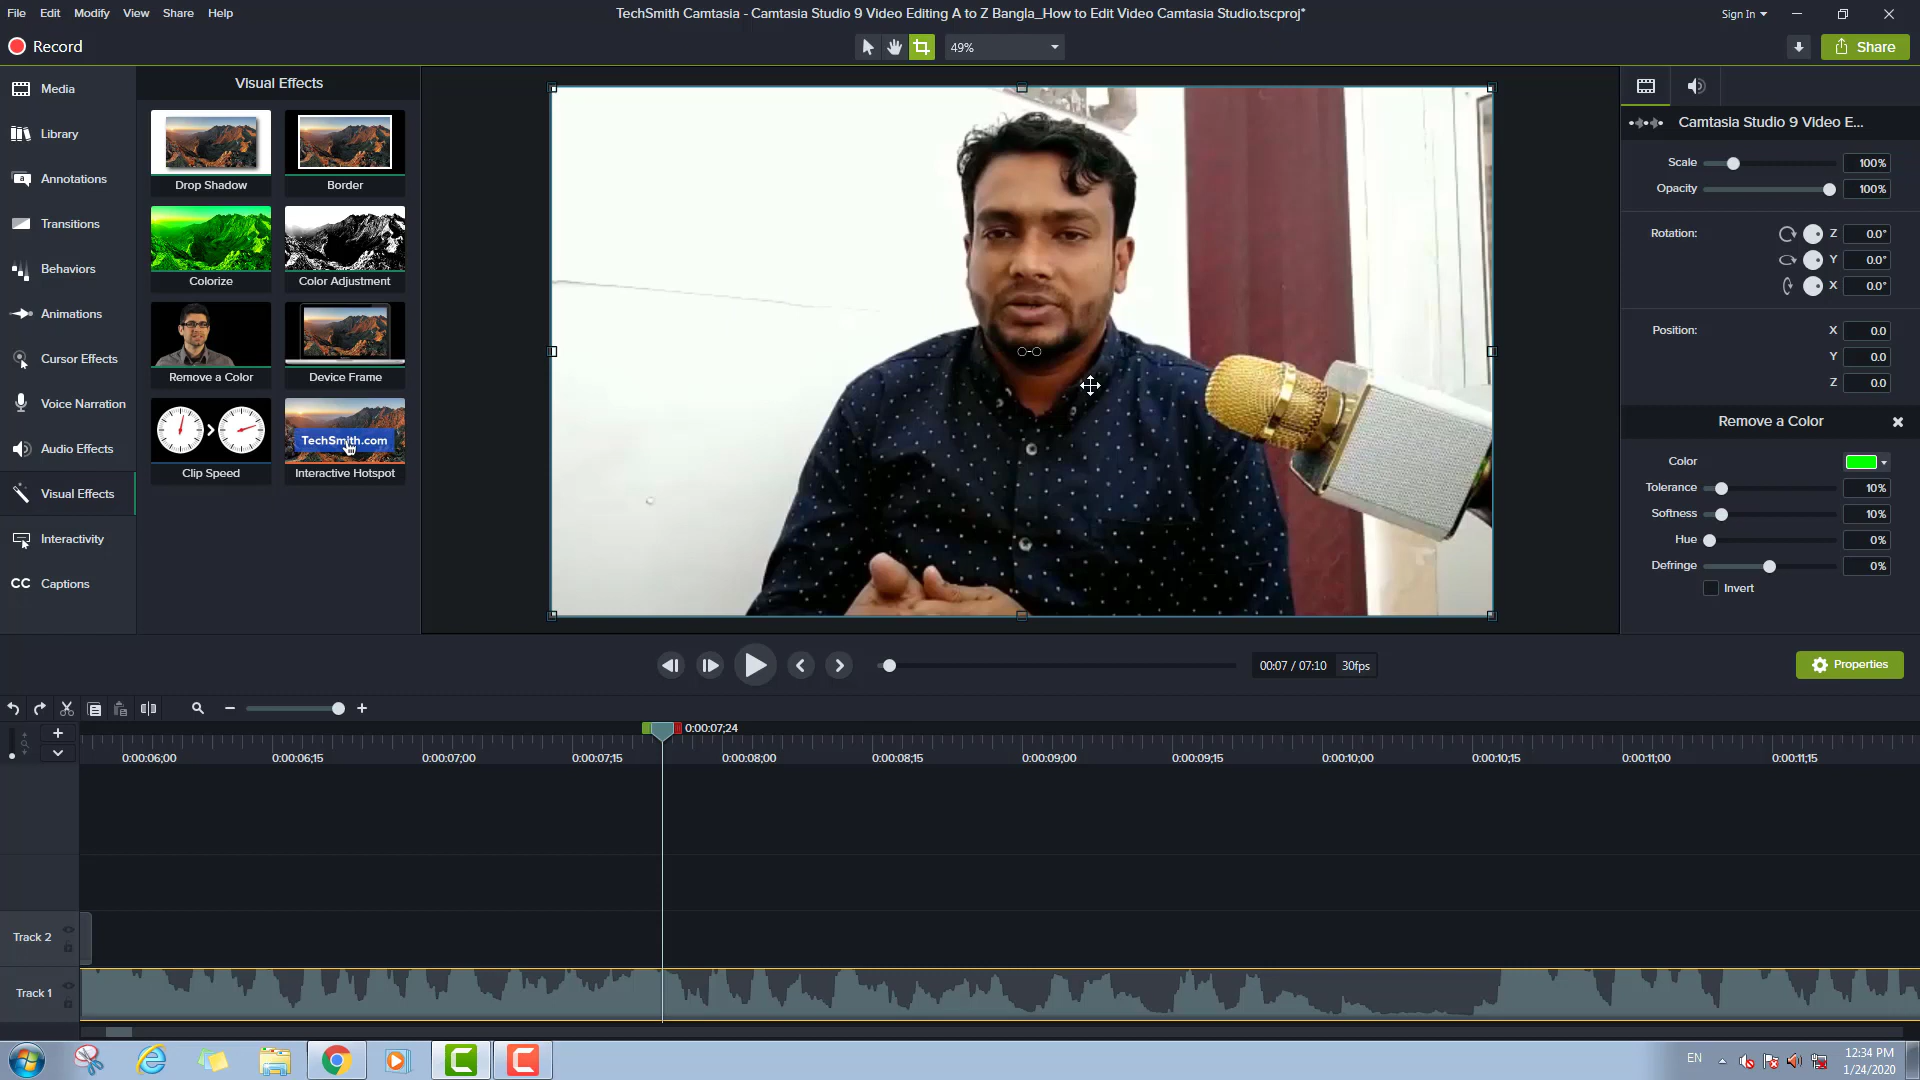 File Edit Modify View Share Help
TechSmith Camtasia - Camtasia Studio 9 Video Editing A to Z Bangla_How to Edit Video Camtasia Studio.tscproj*
Sign In
Record
49%
Share
Media
Library
Annotations
Transitions
Behaviors
Animations
Cursor Effects
Voice Narration
Audio Effects
Visual Effects
Interactivity
CC Captions
Visual Effects
Drop Shadow Border
Colorize Color Adjustment
Remove a Color Device Frame
TechSmith.com
Clip Speed Interactive Hotspot
Camtasia Studio 9 Video E...
Scale 100%
Opacity 100%
Rotation: Z 0.0°
Y 0.0°
X 0.0°
Position: X 0.0
Y 0.0
Z 0.0
Remove a Color
Color
Tolerance 10%
Softness 10%
Hue 0%
Defringe 0%
Invert
00:07 / 07:10 30fps
Properties
0:00:07;24
0:00:06;00 0:00:06;15 0:00:07;00 0:00:07;15 0:00:08;00 0:00:08;15 0:00:09;00 0:00:09;15 0:00:10;00 0:00:10;15 0:00:11;00 0:00:11;15
Track 2
Track 1
EN
12:34 PM
1/24/2020